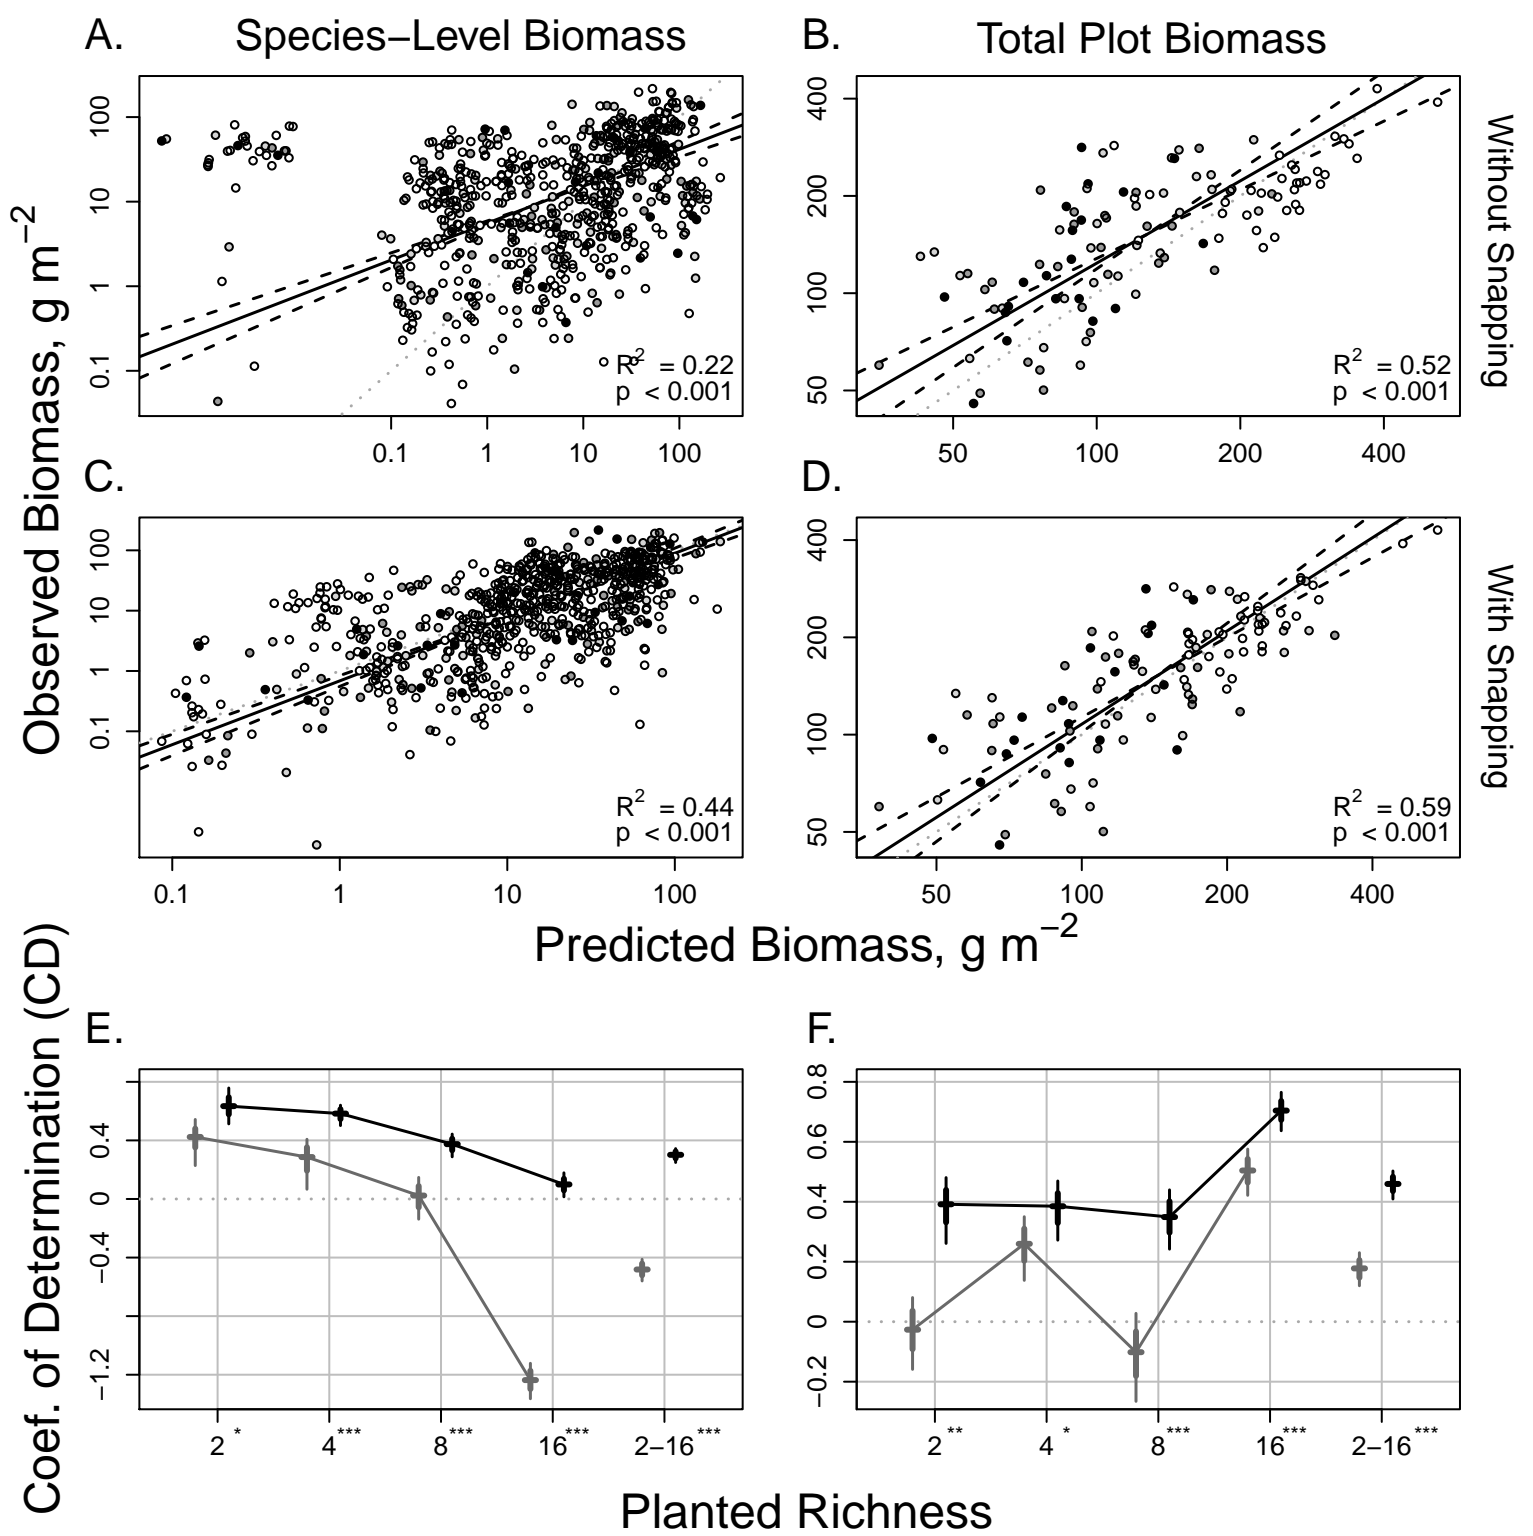 A.
Species−Level Biomass
B.
Total Plot Biomass
100
10
1
0.1
R² = 0.22
p < 0.001
0.1 1 10 100
400
200
100
50
R² = 0.52
p < 0.001
50 100 200 400
Without Snapping
Observed Biomass, g m⁻²
C.
D.
100
10
1
0.1
R² = 0.44
p < 0.001
0.1 1 10 100
400
200
100
50
R² = 0.59
p < 0.001
50 100 200 400
With Snapping
Predicted Biomass, g m⁻²
Coef. of Determination (CD)
E.
F.
0.4
0
−0.4
−1.2
2 * 4 *** 8 *** 16 *** 2−16 ***
0.8
0.6
0.4
0.2
0
−0.2
2 ** 4 * 8 *** 16 *** 2−16 ***
Planted Richness